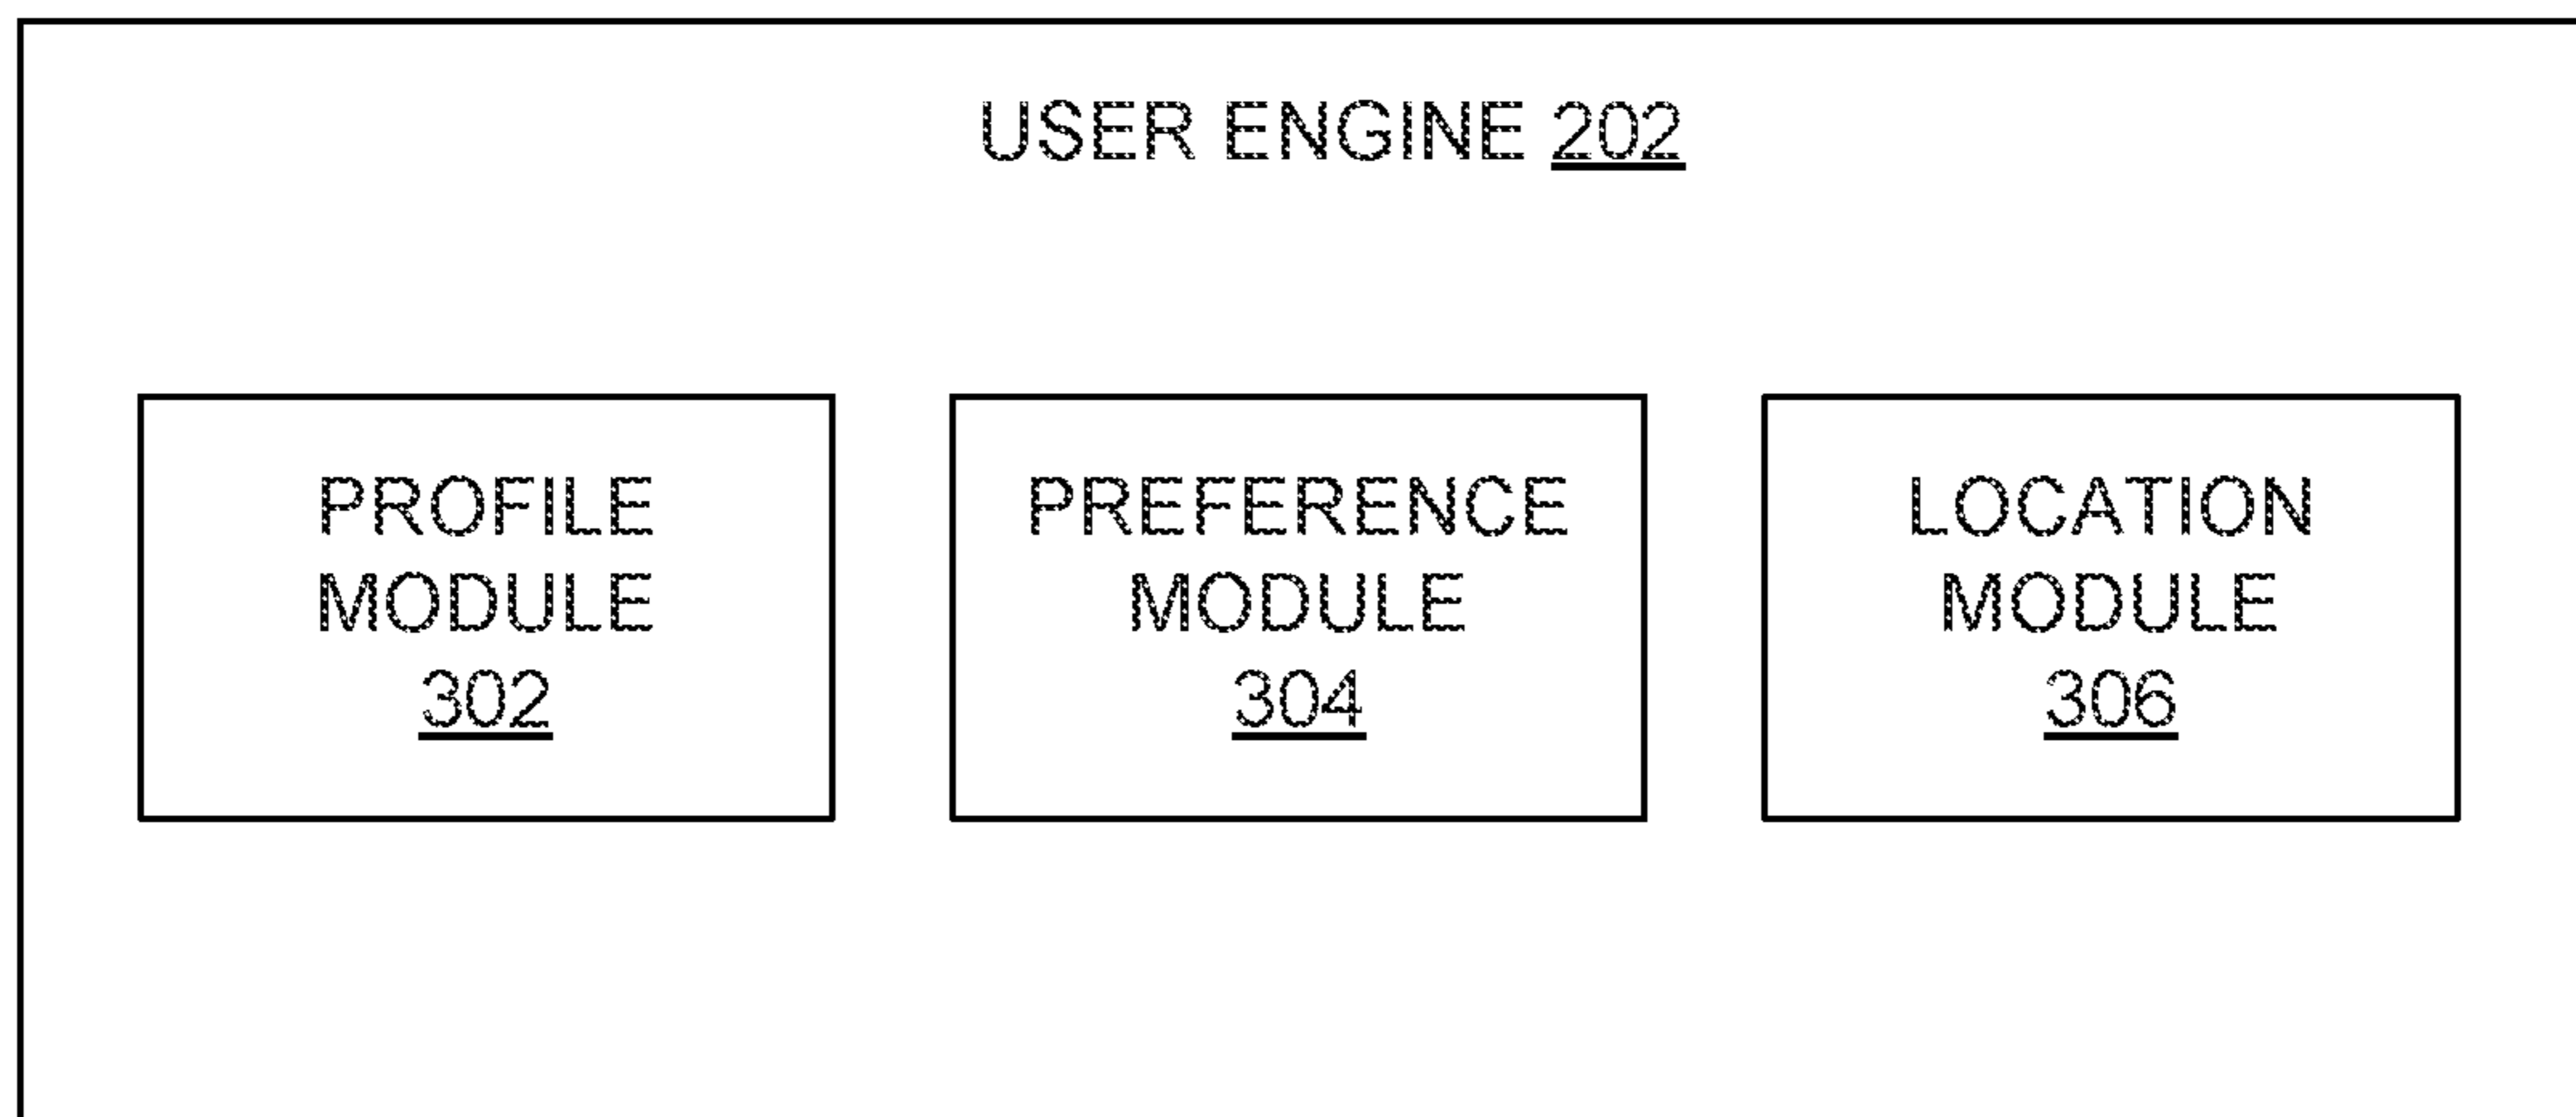 USER ENGINE 202
PROFILE
MODULE
302
PREFERENCE
MODULE
304
LOCATION
MODULE
306